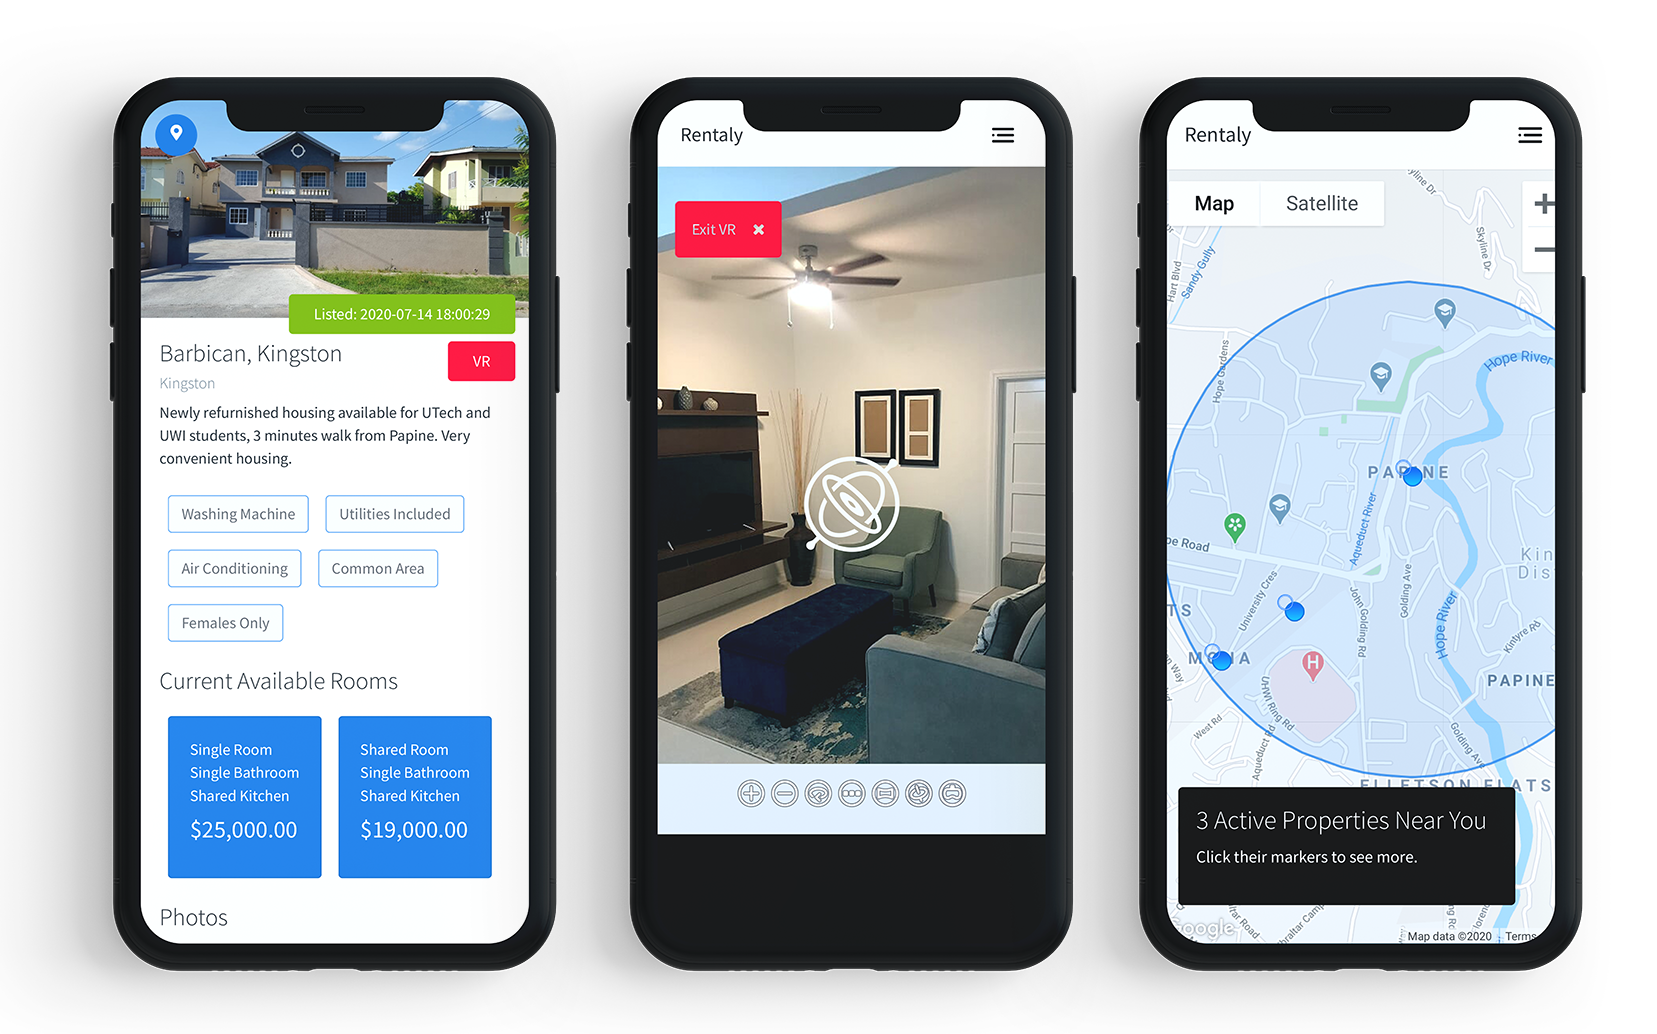 Listed: 2020-07-14 18:00:29
Barbican, Kingston
VR
Kingston
Newly refurnished housing available for UTech and
UWI students, 3 minutes walk from Papine. Very
convenient housing.
Washing Machine
Utilities Included
Air Conditioning
Common Area
Females Only
Current Available Rooms
Single Room
Single Bathroom
Shared Kitchen
$25,000.00
Shared Room
Single Bathroom
Shared Kitchen
$19,000.00
Photos
Rentaly
Exit VR
Rentaly
Map
Satellite
Skyline Dr
Hart Blvd
Sandy Gully
Hope Gardens
Hope River
PAPINE
Aqueduct River
pe Road
Kin
Dis
University Cres
John Golding Rd
Golding Ave
Hope River
Kintyre Rd
TS
MONA
H
PAPINE
UHWI Ring Rd
West Rd
Aqueduct Rd
Golding Ave
ELLETSON FLATS
3 Active Properties Near You
Click their markers to see more.
Google
Map data ©2020
Terms